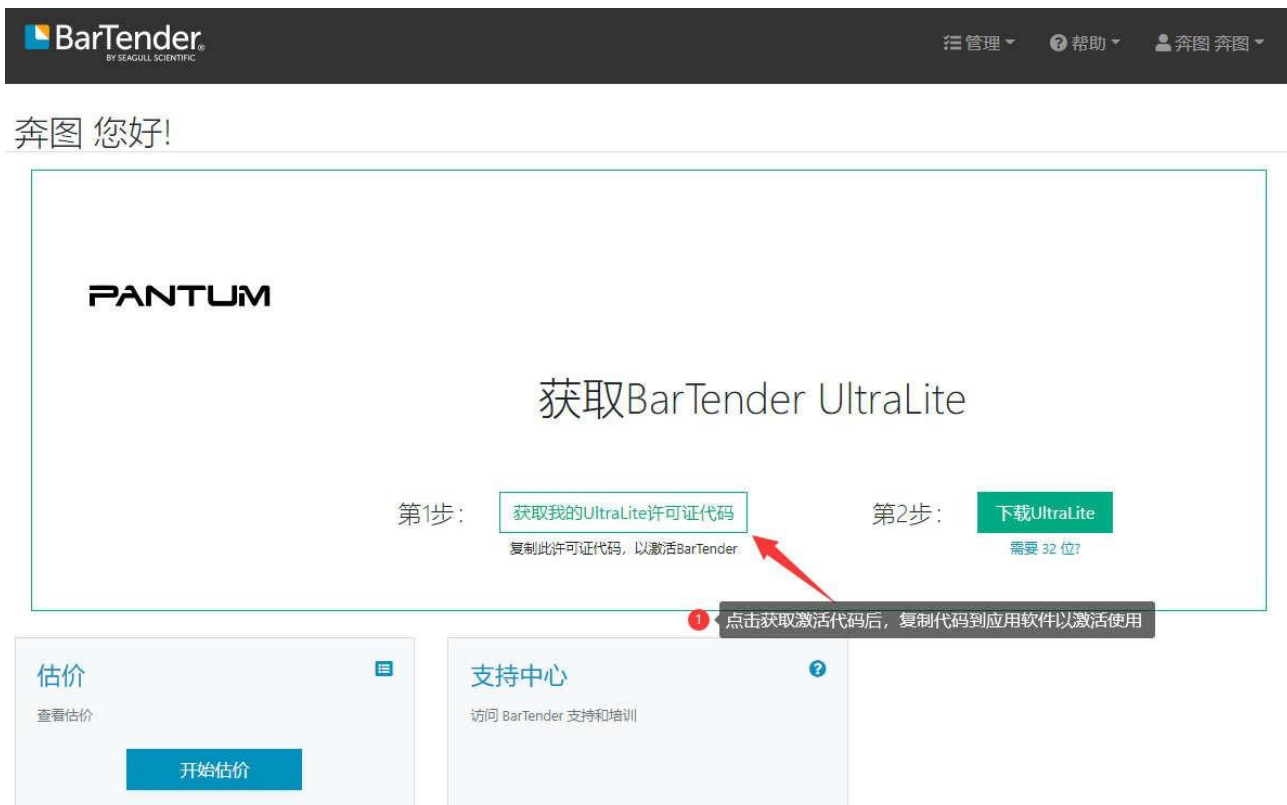 BarTender®
BY SEAGULL SCIENTIFIC
管理 帮助 奔图 奔图
奔图 您好!
PANTUM
获取BarTender UltraLite
第1步: 获取我的UltraLite许可证代码 第2步: 下载UltraLite
复制此许可证代码，以激活BarTender 需要 32 位?
1 点击获取激活代码后，复制代码到应用软件以激活使用
估价 支持中心
查看估价 访问 BarTender 支持和培训
开始估价